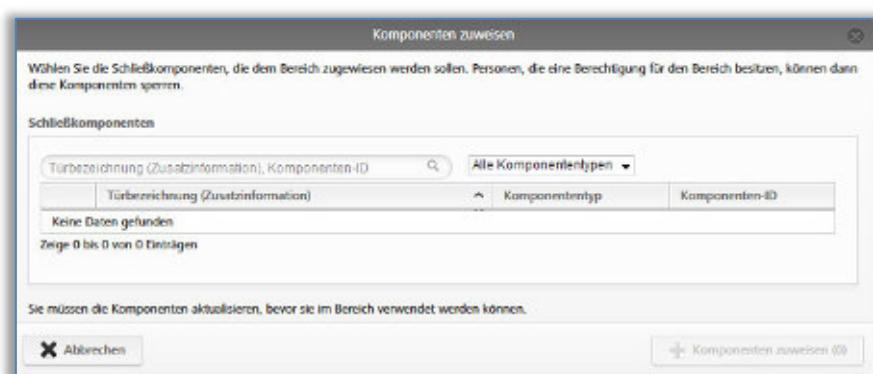 Komponenten zuweisen
Wählen Sie die Schließkomponenten, die dem Bereich zugewiesen werden sollen. Personen, die eine Berechtigung für den Bereich besitzen, können dann
diese Komponenten sperren.
Schließkomponenten
Türbezeichnung (Zusatzinformation), Komponenten-ID
Alle Komponententypen
Türbezeichnung (Zusatzinformation) Komponententyp Komponenten-ID
Keine Daten gefunden
Zeige 0 bis 0 von 0 Einträgen
Sie müssen die Komponenten aktualisieren, bevor sie im Bereich verwendet werden können.
Abbrechen
Komponenten zuweisen (0)